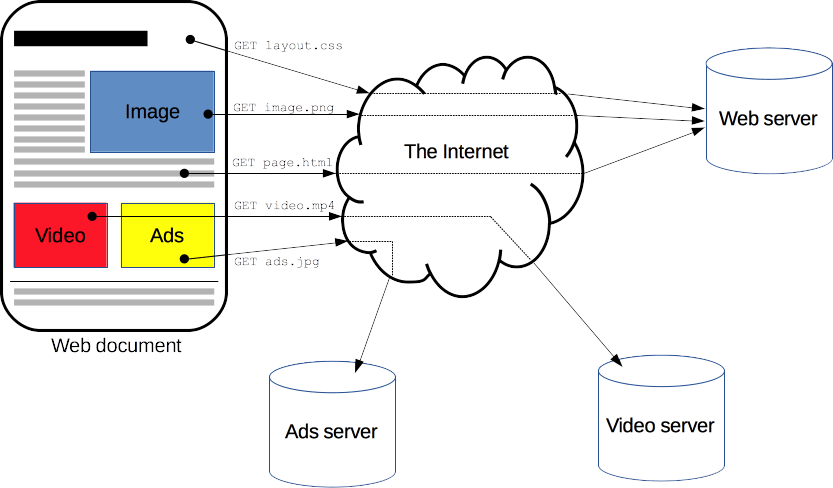 GET layout.css
Image
GET image.png
Web server
The Internet
GET page.html
GET video.mp4
Video
Ads
GET ads.jpg
Web document
Ads server
Video server